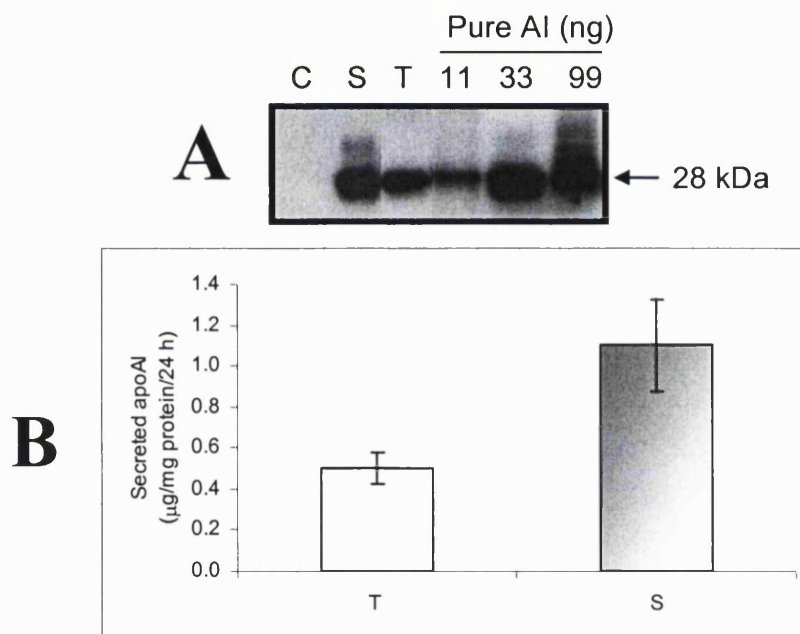 Pure AI (ng)
C S T 11 33 99
A
28 kDa
B
Secreted apoAI
(µg/mg protein/24 h)
1.4
1.2
1.0
0.8
0.6
0.4
0.2
0.0
T S